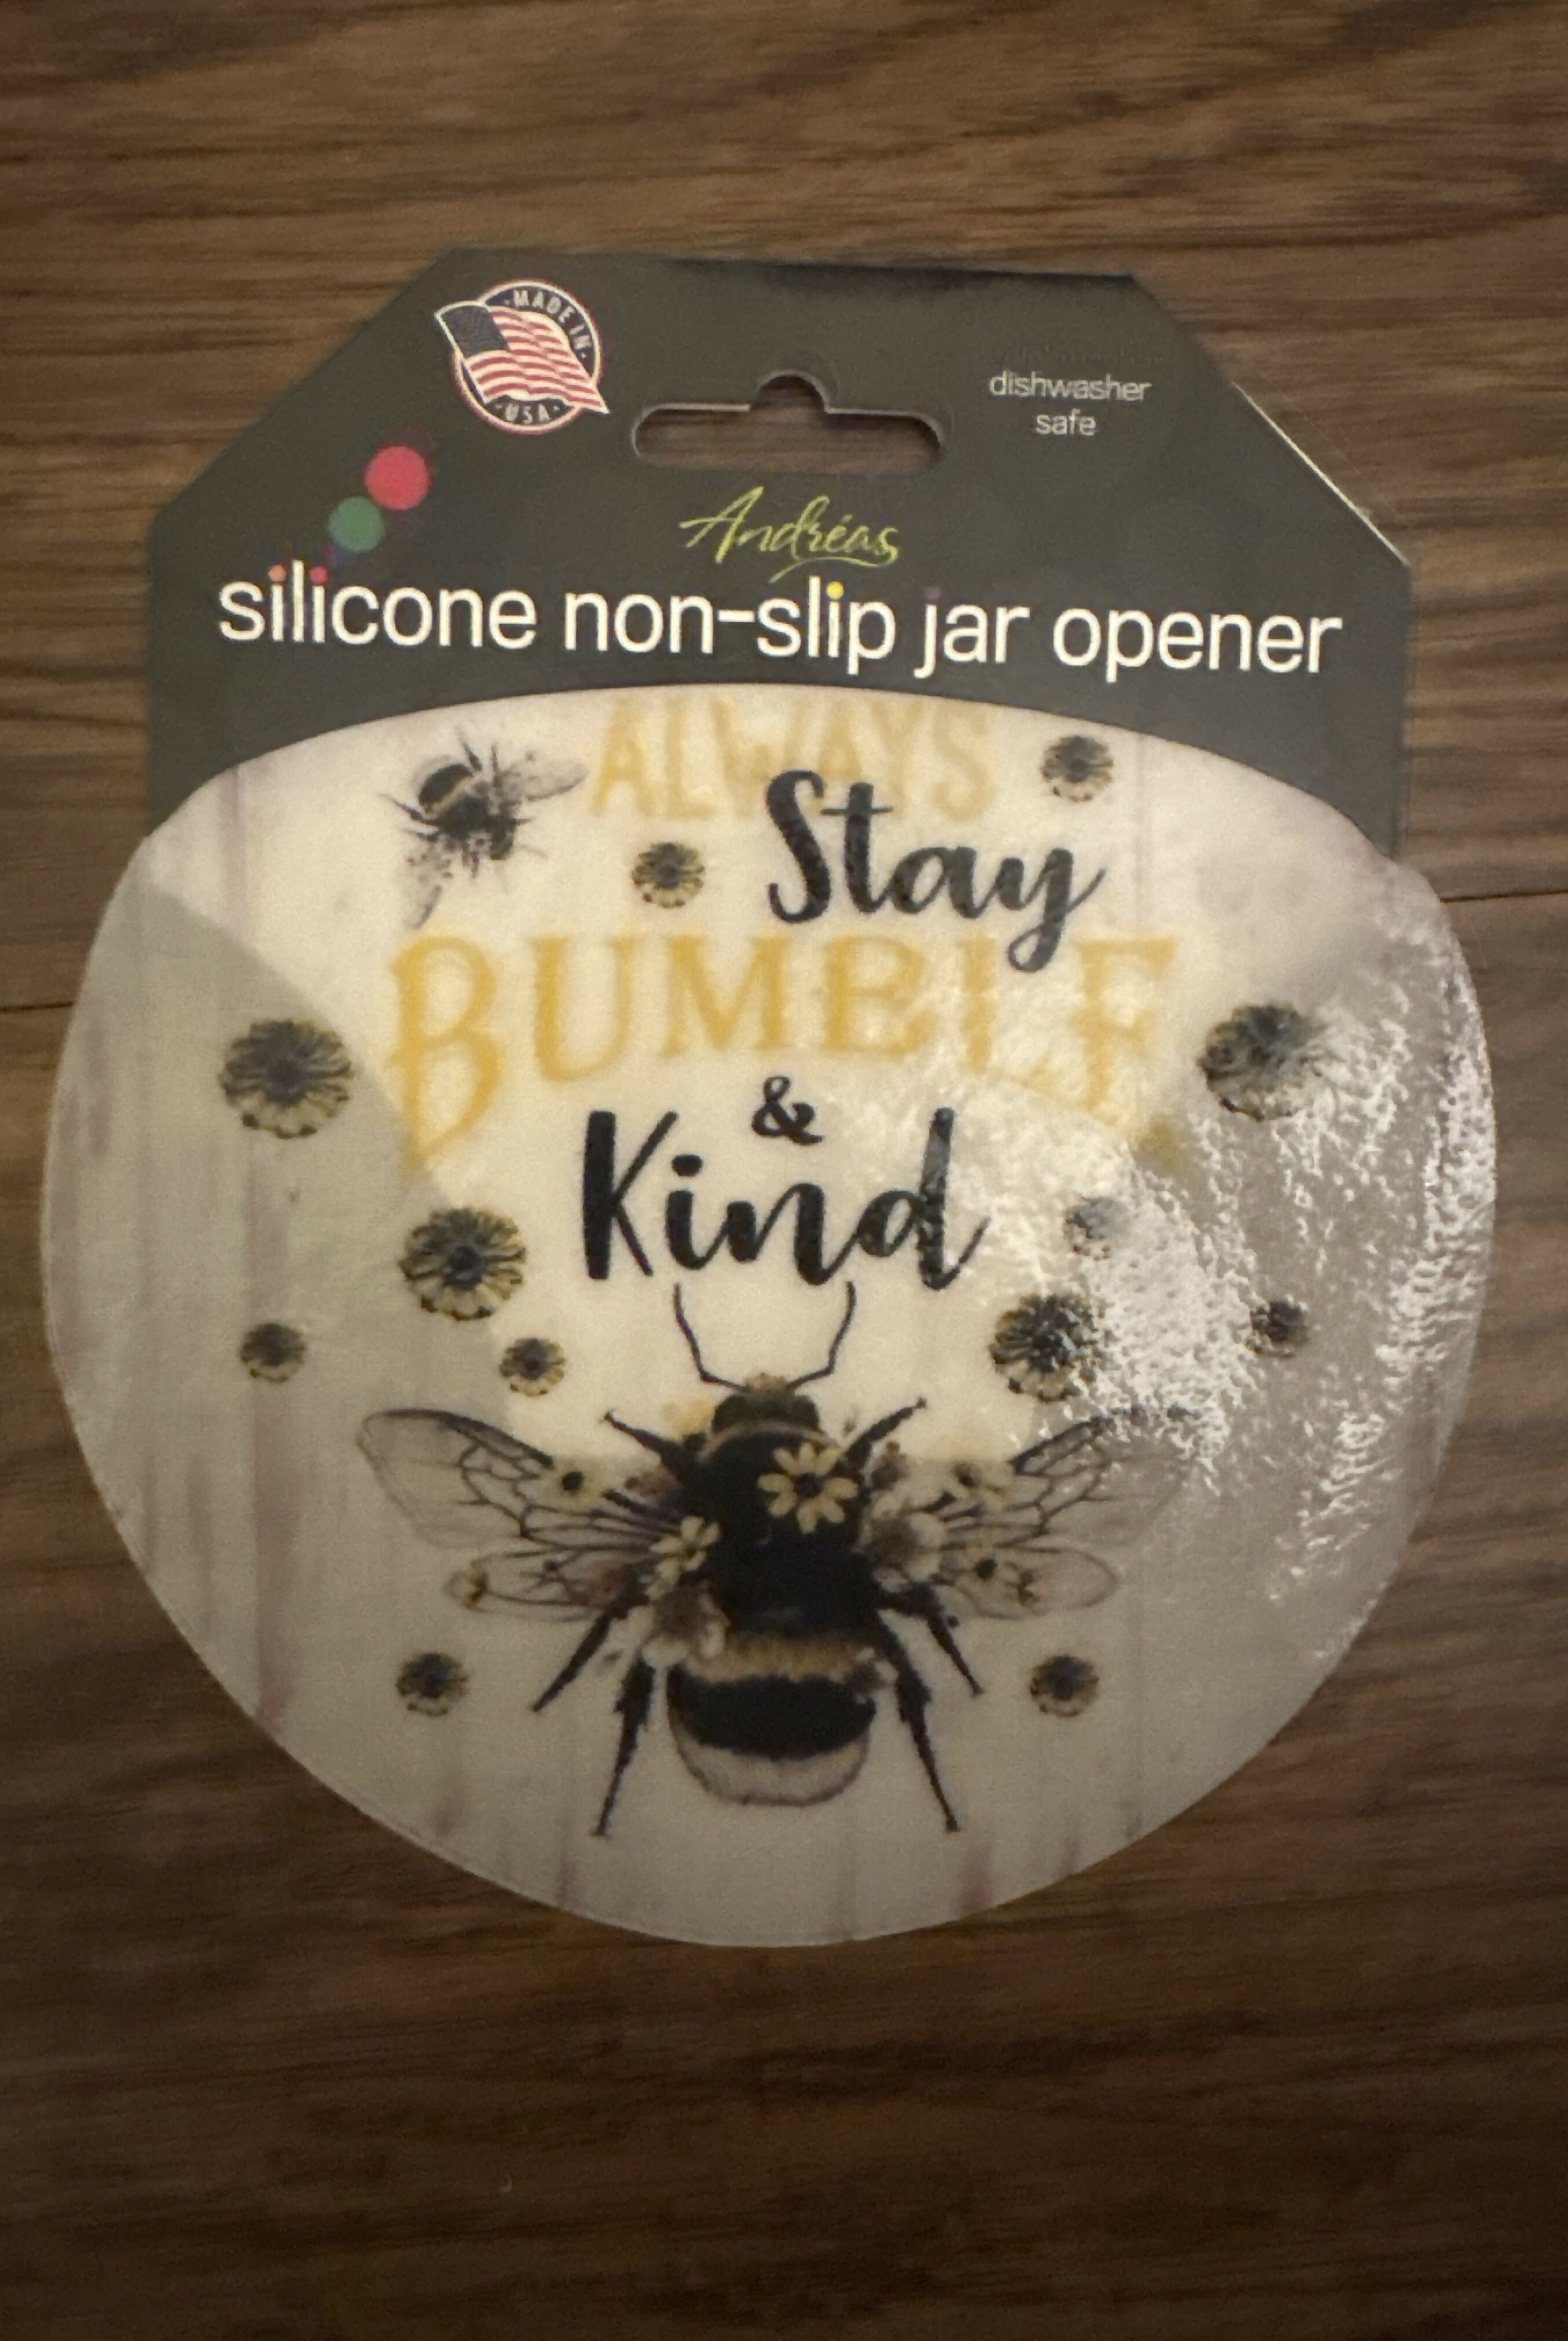 ·MADE IN·
·USA·
dishwasher
safe
Andréas
silicone non-slip jar opener
ALWAYS
Stay
BUMBLE
&
Kind